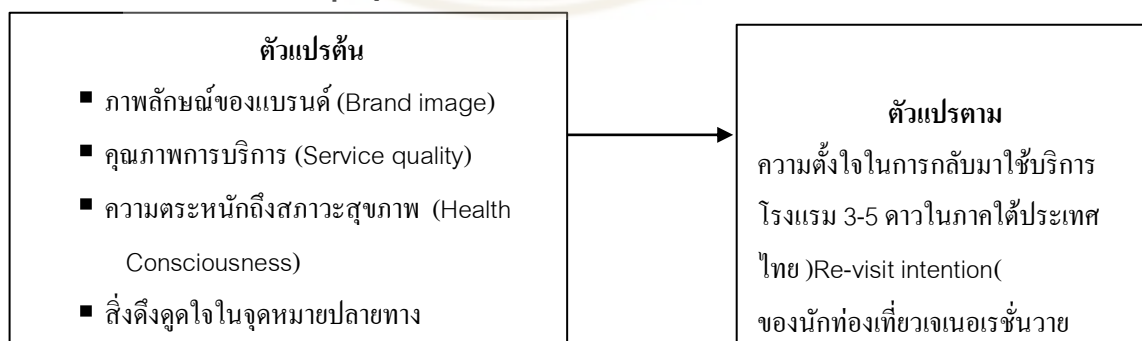 ตัวแปรต้น
▪ ภาพลักษณ์ของแบรนด์ (Brand image)
▪ คุณภาพการบริการ (Service quality)
▪ ความตระหนักถึงสภาวะสุขภาพ (Health
Consciousness)
▪ สิ่งดึงดูดใจในจุดหมายปลายทาง
ตัวแปรตาม
ความตั้งใจในการกลับมาใช้บริการ
โรงแรม 3-5 ดาวในภาคใต้ประเทศ
ไทย )Re-visit intention(
ของนักท่องเที่ยวเจเนอเรชั่นวาย